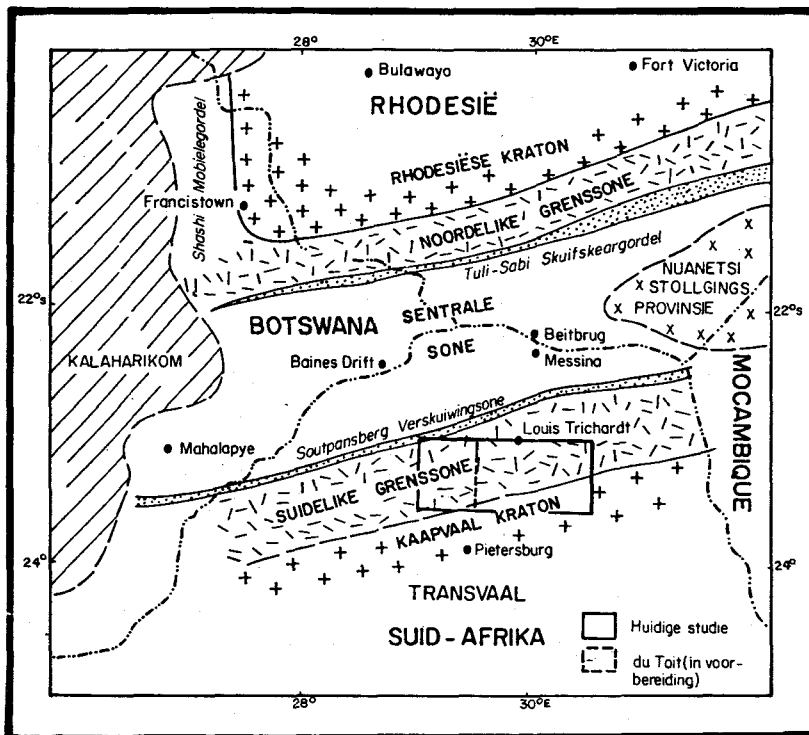 28°
30°E
Bulawayo
Fort Victoria
RHODESIË
Shashi Mobielegordel
RHODESIËSE KRATON
Francistown
NOORDELIKE GRENSSONE
Tuli-Sabi Skuifskeargordel
22°S
22°S
NUANETSI
STOLLGINGS
PROVINSIE
BOTSWANA
SENTRALE
SONE
Beitbrug
Messina
Baines Drift
KALAHARIKOM
MOCAMBIQUE
Soutpansberg Verskuiwingsone
Louis Trichardt
Mahalapye
SUIDELIKE GRENSSONE
KAAPVAAL KRATON
Pietersburg
24°
24°
TRANSVAAL
SUID-AFRIKA
Huidige studie
du Toit (in voor-
bereiding)
28°
30°E